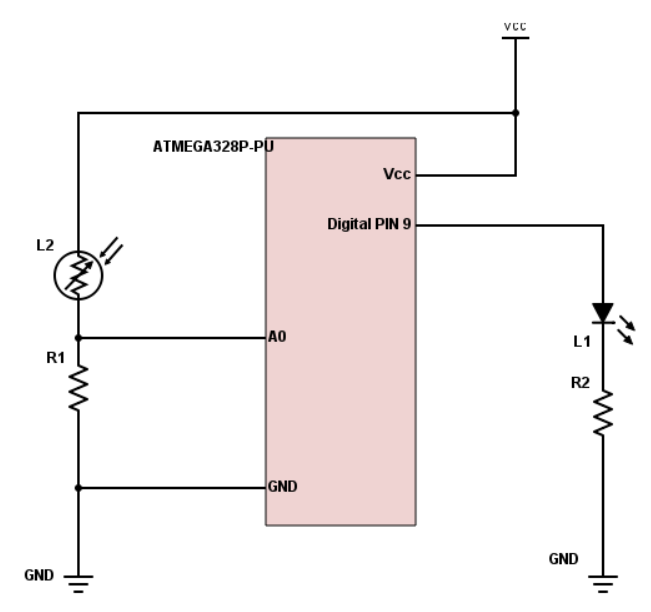 VCC
ATMEGA328P-PU
Vcc
Digital PIN 9
L2
A0
L1
R1
R2
GND
GND
GND